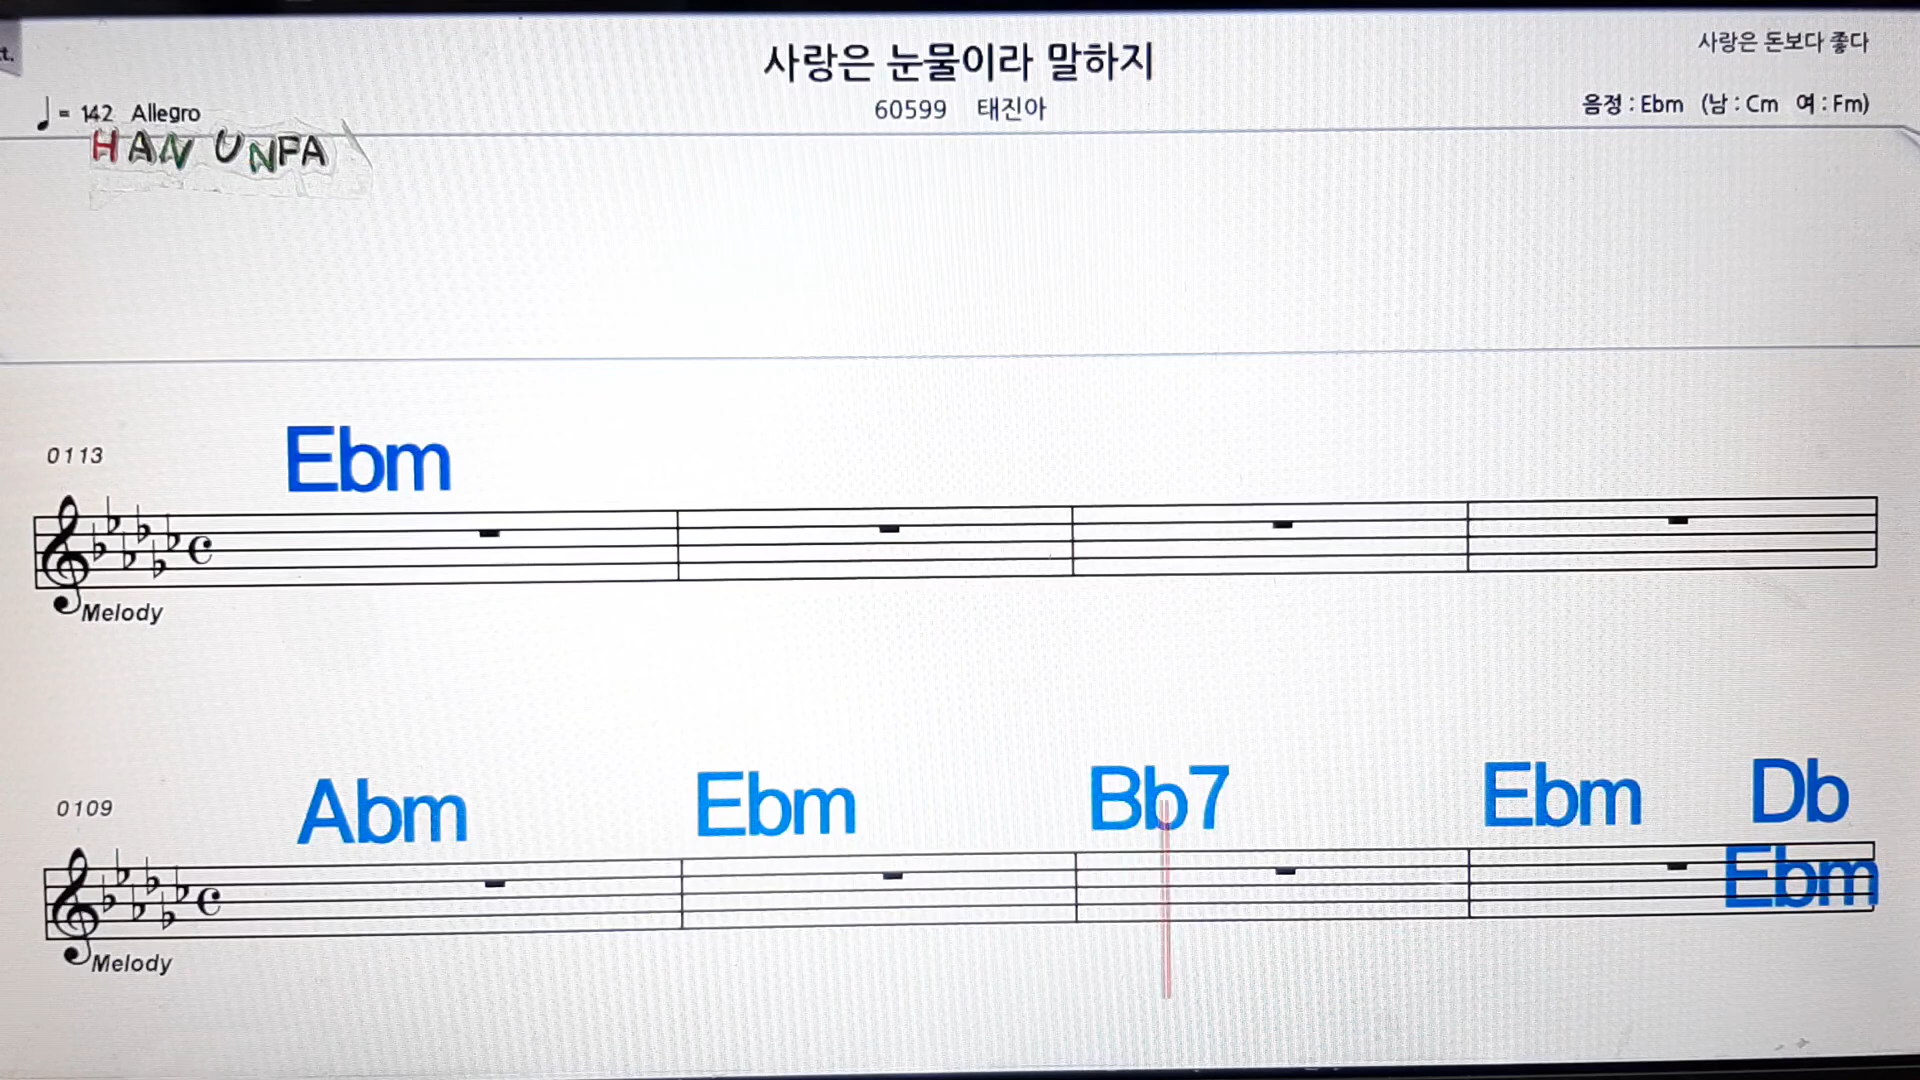 t.
사랑은 눈물이라 말하지
사랑은 돈보다 좋다
= 142 Allegro
60599 태진아
음정 : Ebm (남 : Cm 여 : Fm)
HAN UNFA
0113
Ebm
Melody
0109
Abm Ebm Bb7 Ebm Db
Ebm
Melody